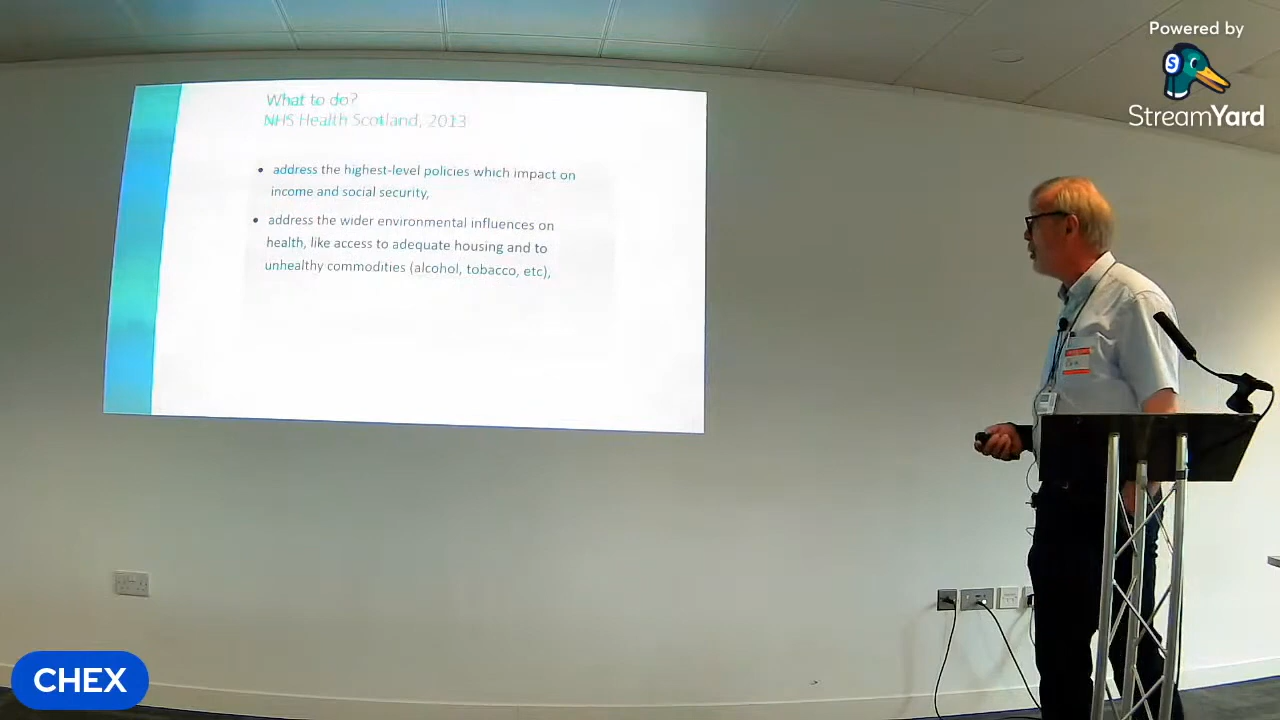 Powered by
StreamYard
What to do?
NHS Health Scotland, 2013
• address the highest-level policies which impact on
income and social security,
• address the wider environmental influences on
health, like access to adequate housing and to
unhealthy commodities (alcohol, tobacco, etc),
CHEX